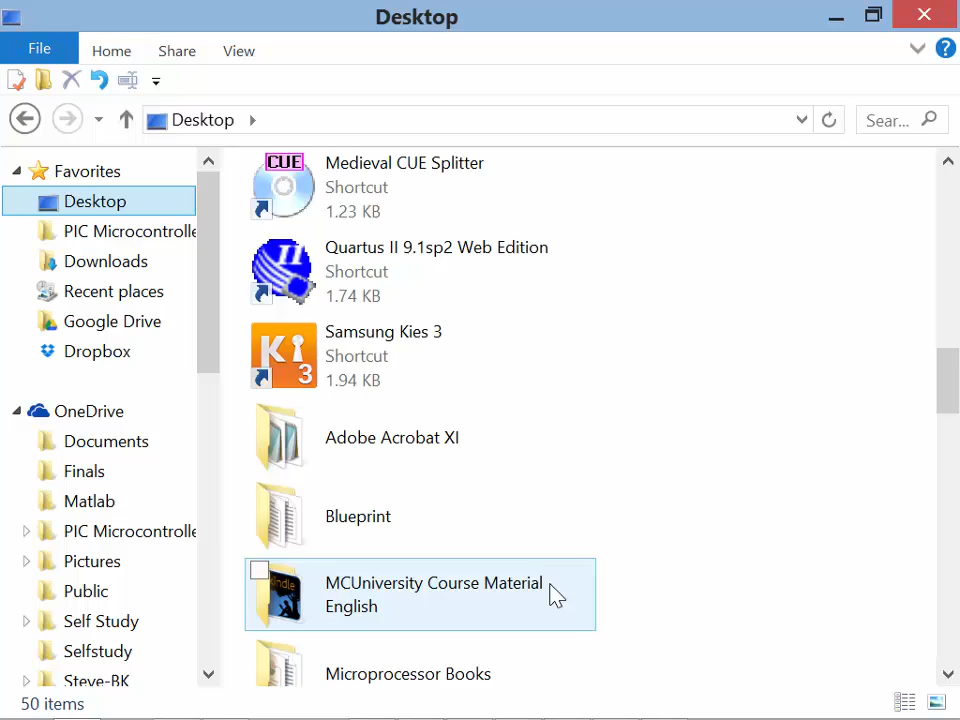 Desktop
File
Home
Share
View
Desktop
Sear...
Favorites
Desktop
PIC Microcontrolle
Downloads
Recent places
Google Drive
Dropbox
OneDrive
Documents
Finals
Matlab
PIC Microcontrolle
Pictures
Public
Self Study
Selfstudy
Steve-BK
CUE
Medieval CUE Splitter
Shortcut
1.23 KB
II
Quartus II 9.1sp2 Web Edition
Shortcut
1.74 KB
Ki
3
Samsung Kies 3
Shortcut
1.94 KB
Adobe Acrobat XI
Blueprint
kindle
MCUniversity Course Material
English
Microprocessor Books
50 items